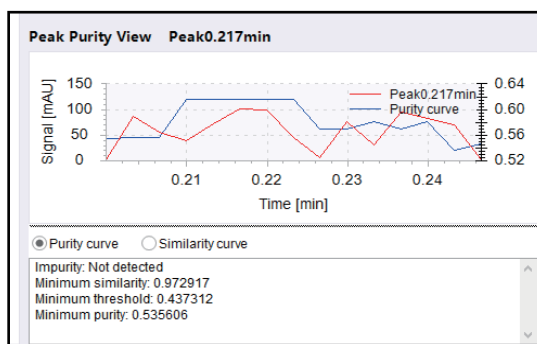 Peak Purity View Peak0.217min
150
100
50
0
Signal [mAU]
0.64
0.60
0.56
0.52
Peak0.217min
Purity curve
0.21 0.22 0.23 0.24
Time [min]
Purity curve Similarity curve
Impurity: Not detected
Minimum similarity: 0.972917
Minimum threshold: 0.437312
Minimum purity: 0.535606